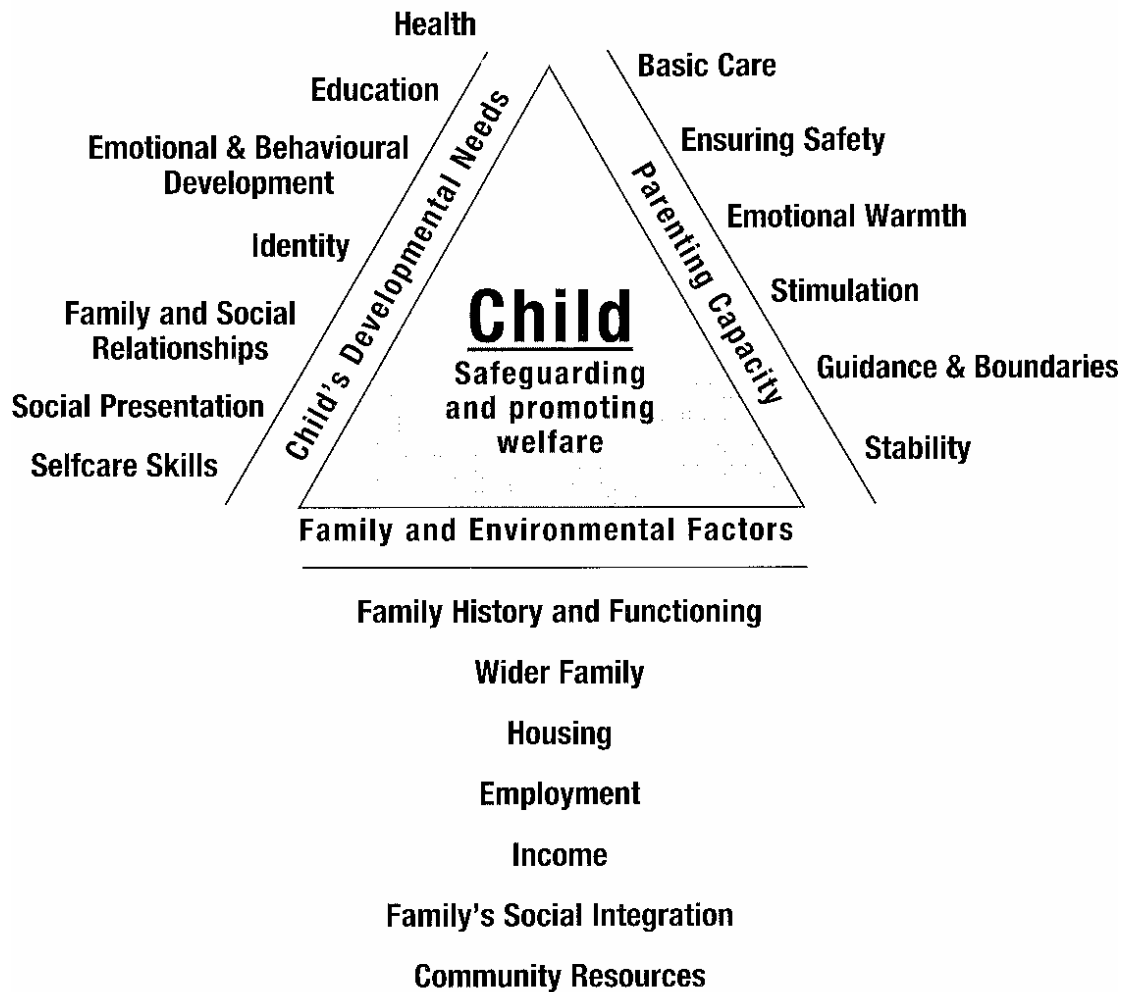 Health
Education
Emotional & Behavioural
Development
Identity
Family and Social
Relationships
Social Presentation
Selfcare Skills
Child's Developmental Needs
Basic Care
Ensuring Safety
Emotional Warmth
Stimulation
Guidance & Boundaries
Stability
Parenting Capacity
Child
Safeguarding
and promoting
welfare
Family and Environmental Factors
Family History and Functioning
Wider Family
Housing
Employment
Income
Family's Social Integration
Community Resources